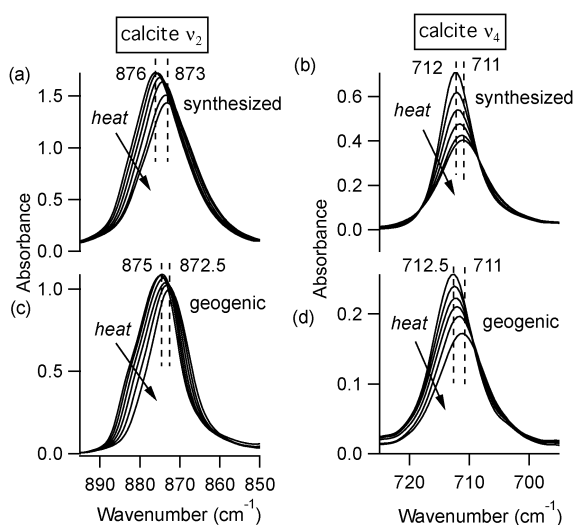 calcite ν2
calcite ν4
(a)
876
873
synthesized
heat
1.5
1.0
0.5
0.0
(b)
712
711
synthesized
heat
0.6
0.4
0.2
0.0
Absorbance
Absorbance
(c)
875
872.5
geogenic
heat
1.0
0.5
0.0
890 880 870 860 850
Wavenumber (cm-1)
(d)
712.5
711
geogenic
heat
0.2
0.1
0.0
720 710 700
Wavenumber (cm-1)